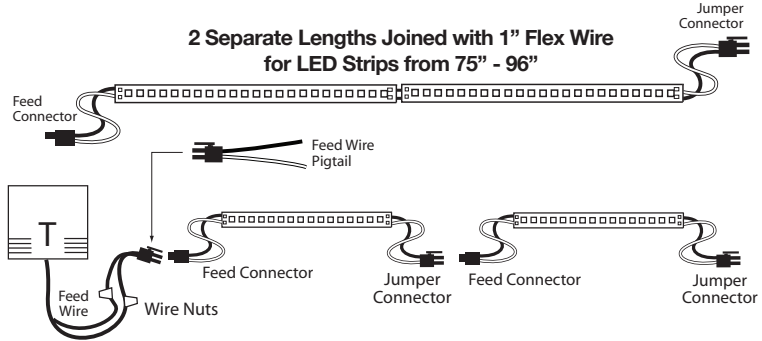 Jumper
Connector
2 Separate Lengths Joined with 1” Flex Wire
for LED Strips from 75” - 96”
Feed
Connector
Feed Wire
Pigtail
T
Feed Connector
Jumper
Connector
Feed Connector
Jumper
Connector
Feed
Wire
Wire Nuts